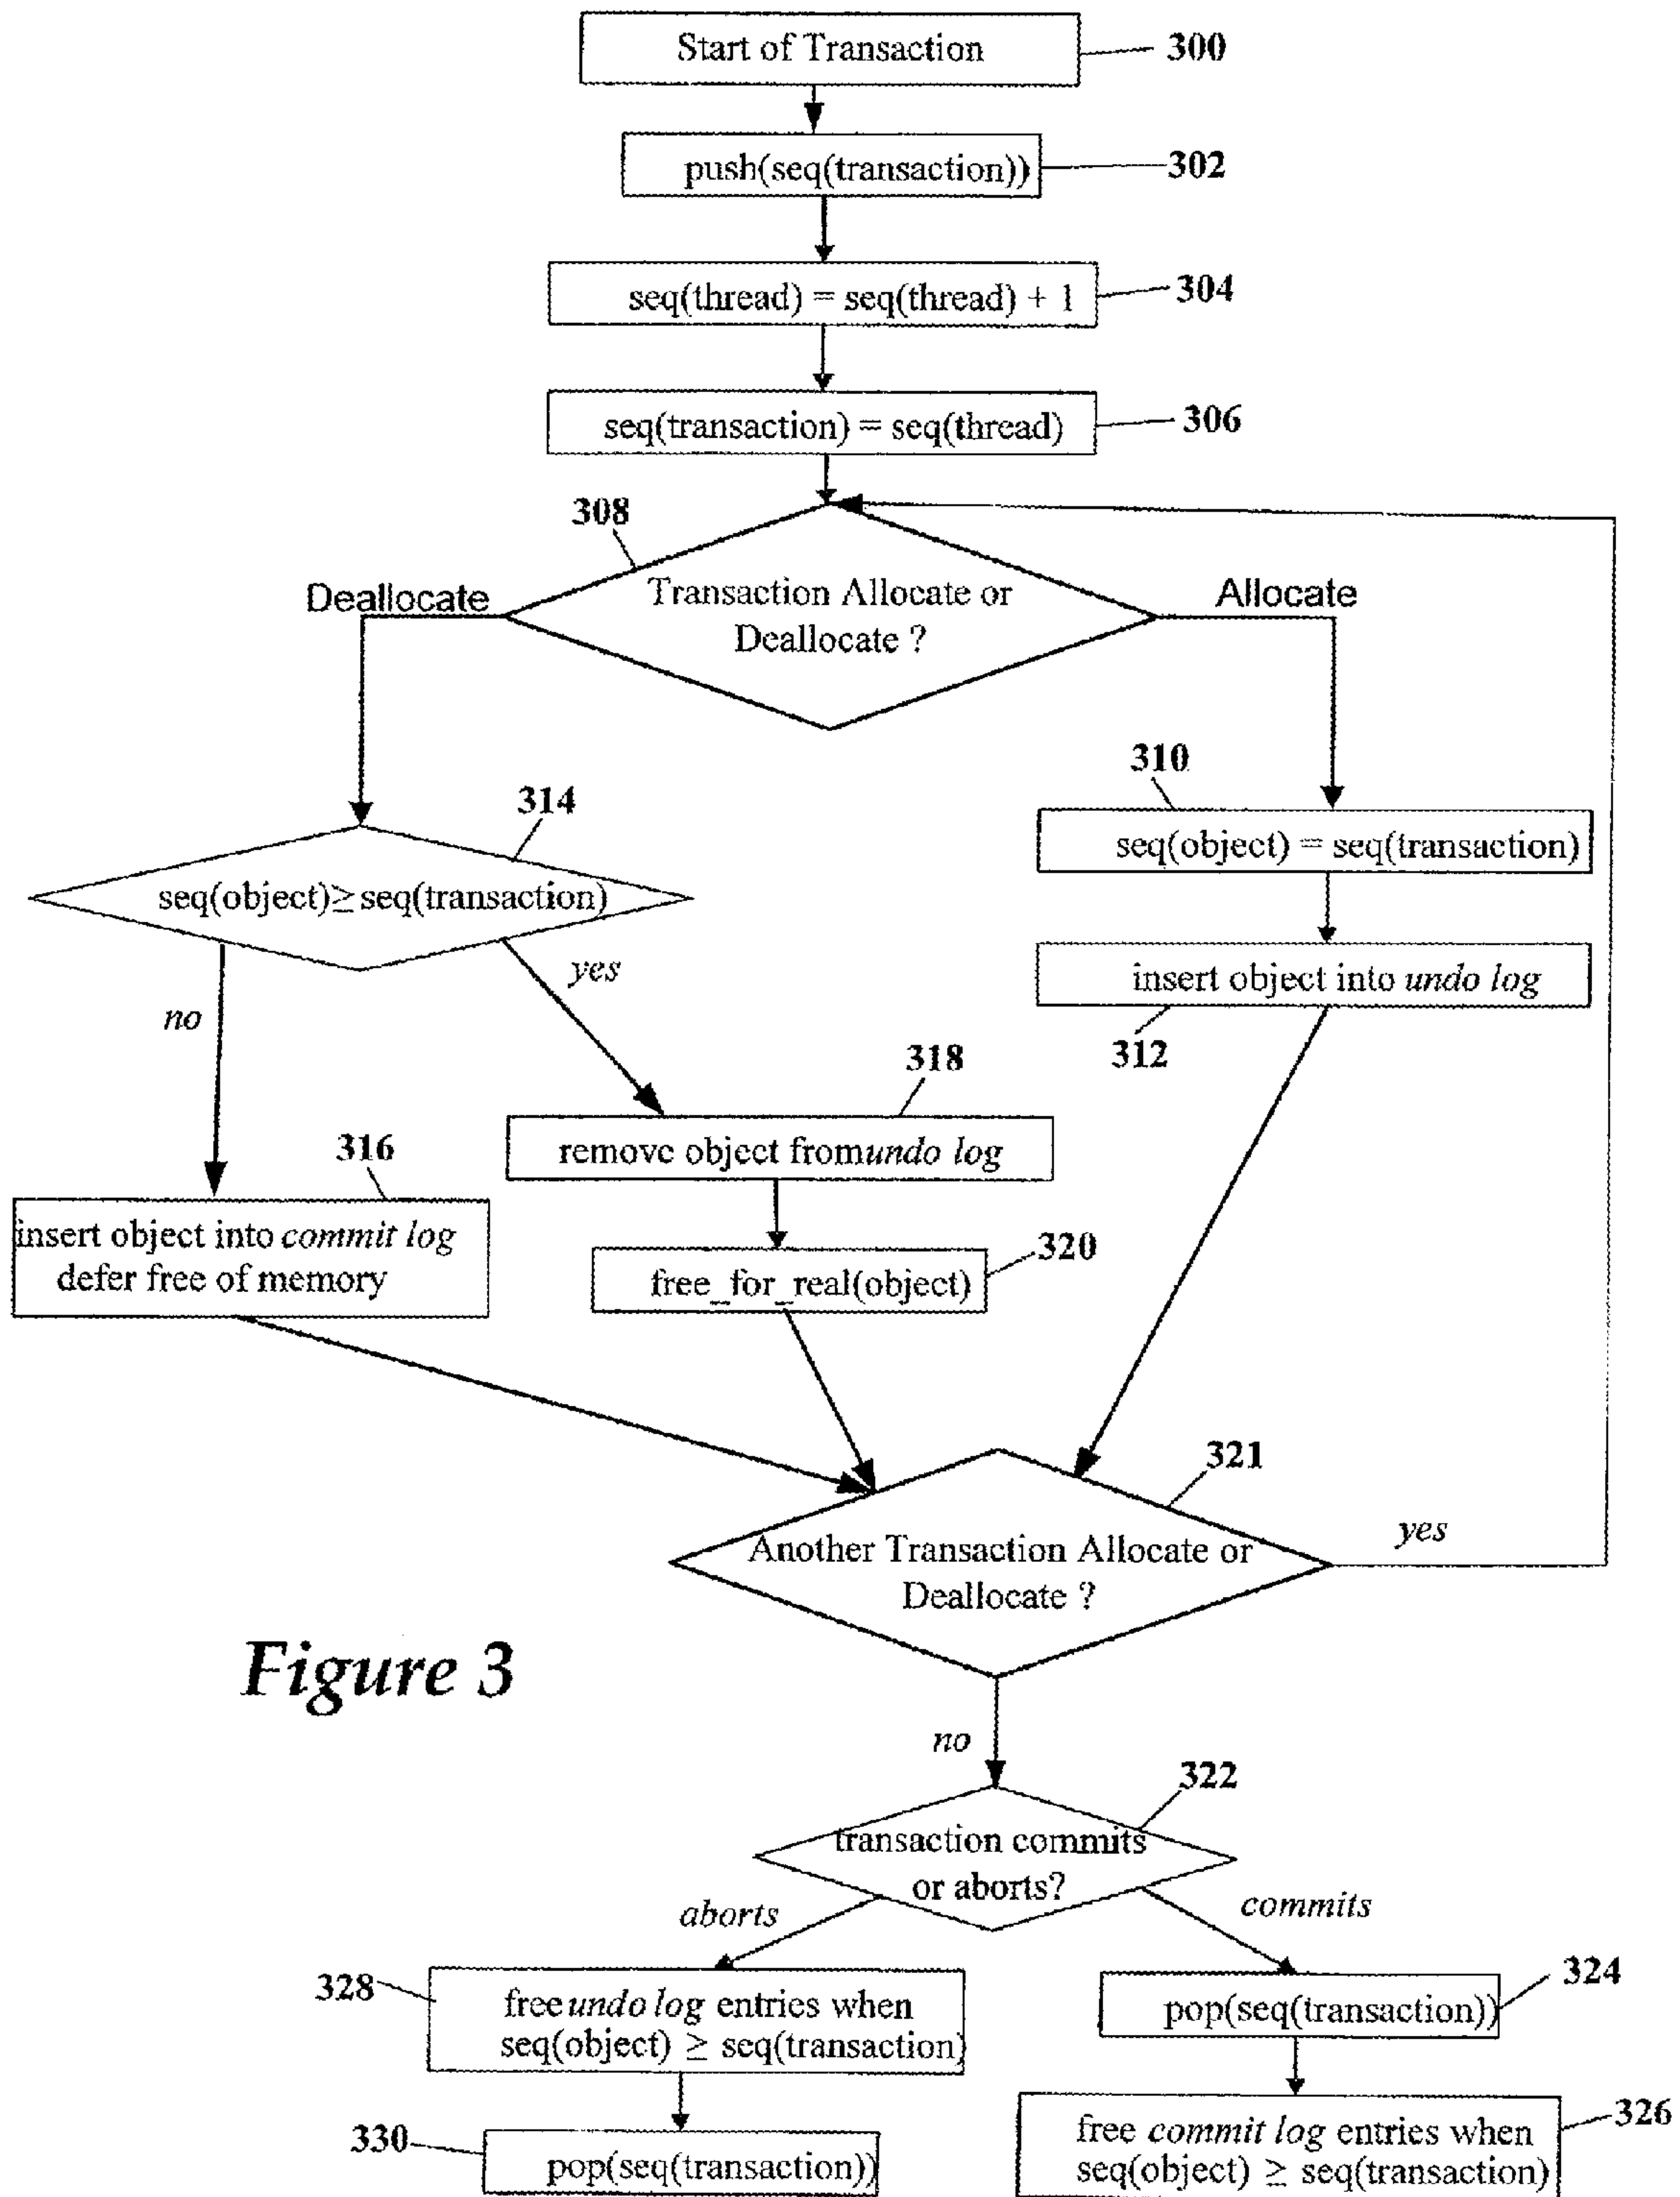 Start of Transaction
300
push(seq(transaction))
302
seq(thread) = seq(thread) + 1
304
seq(transaction) = seq(thread)
306
308
Deallocate
Transaction Allocate or
Deallocate ?
Allocate
310
314
seq(object) = seq(transaction)
seq(object)≥ seq(transaction)
yes
insert object into undo log
no
312
318
316
remove object fromundo log
insert object into commit log
defer free of memory
320
free_for_real(object)
321
Another Transaction Allocate or
Deallocate ?
yes
Figure 3
no
322
transaction commits
or aborts?
aborts
commits
328
free undo log entries when
seq(object) ≥ seq(transaction)
324
pop(seq(transaction))
330
pop(seq(transaction))
326
free commit log entries when
seq(object) ≥ seq(transaction)